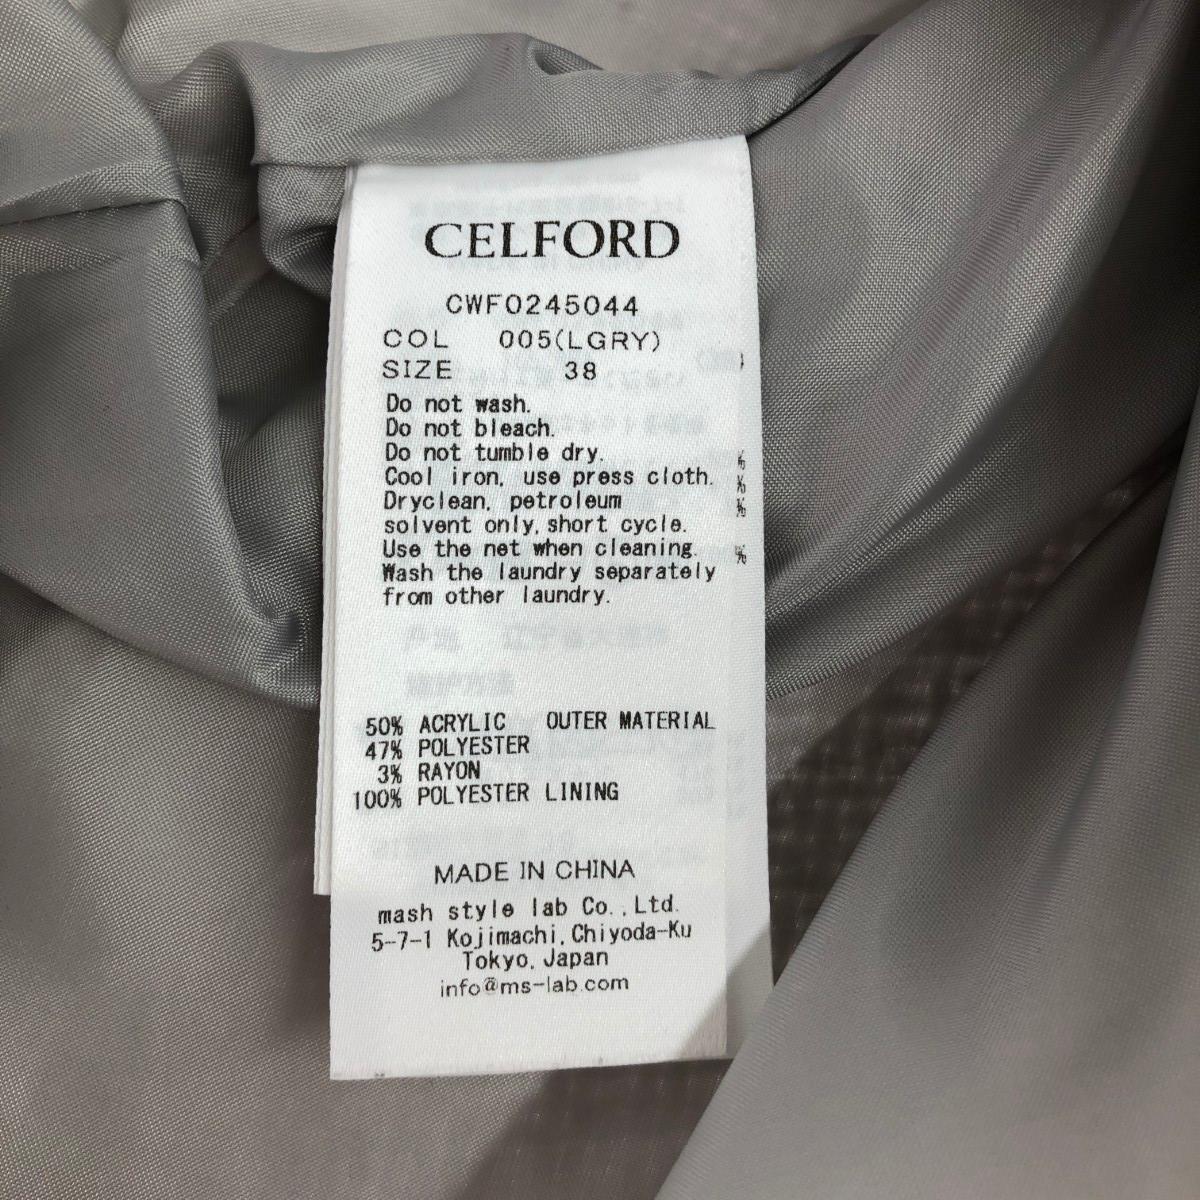 CELFORD
CWF0245044
COL 005(LGRY)
SIZE 38
Do not wash.
Do not bleach.
Do not tumble dry.
Cool iron, use press cloth.
Dryclean, petroleum
solvent only, short cycle.
Use the net when cleaning.
Wash the laundry separately
from other laundry.
50% ACRYLIC OUTER MATERIAL
47% POLYESTER
3% RAYON
100% POLYESTER LINING
MADE IN CHINA
mash style lab Co.,Ltd.
5-7-1 Kojimachi, Chiyoda-Ku
Tokyo, Japan
info@ms-lab.com